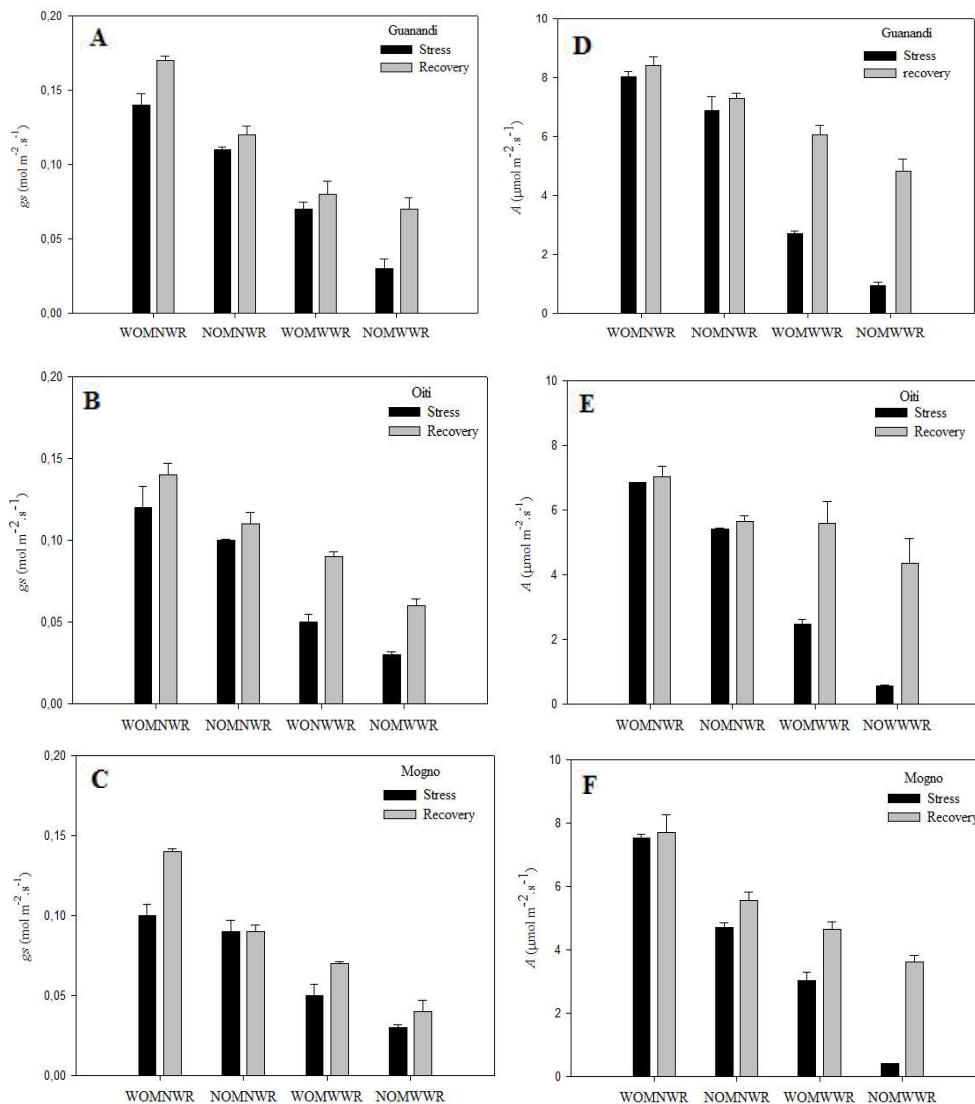 A
Guanandi
Stress
Recovery
0,20
0,15
0,10
0,05
0,00
gs (mol m⁻².s⁻¹)
WOMNWR NOMNWR WOMWWR NOMWWR
D
Guanandi
Stress
recovery
10
8
6
4
2
0
A (µmol m⁻².s⁻¹)
WOMNWR NOMNWR WOMWWR NOMWWR
B
Oiti
Stress
Recovery
0,20
0,15
0,10
0,05
0,00
gs (mol m⁻².s⁻¹)
WOMNWR NOMNWR WONWWR NOMWWR
E
Oiti
Stress
Recovery
10
8
6
4
2
0
A (µmol m⁻².s⁻¹)
WOMNWR NOMNWR WOMWWR NOWWWR
C
Mogno
Stress
Recovery
0,20
0,15
0,10
0,05
0,00
gs (mol m⁻².s⁻¹)
WOMNWR NOMNWR WOMWWR NOMWWR
F
Mogno
Stress
Recovery
10
8
6
4
2
0
A (µmol m⁻².s⁻¹)
WOMNWR NOMNWR WOMWWR NOMWWR